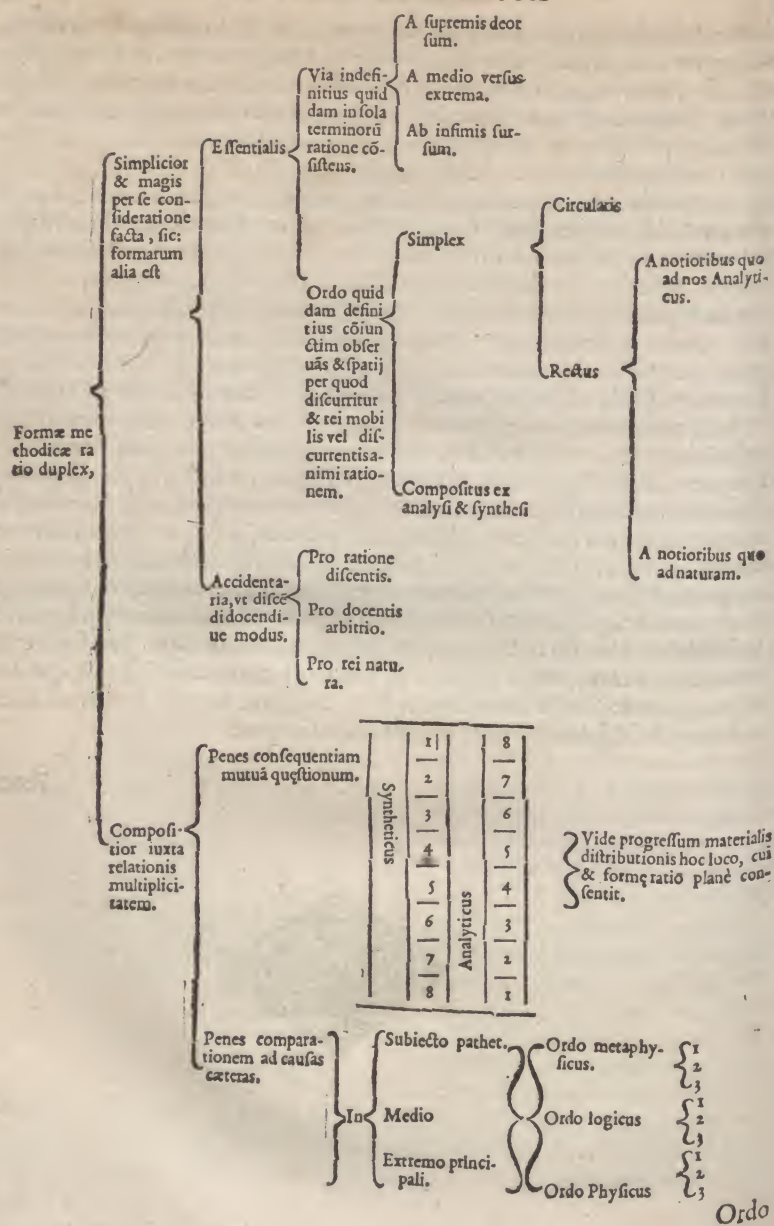 Formæ me
thodicæ ra
tio duplex,
Simplicior
& magis
per ſe con-
ſideratione
facta, ſic:
formarum
alia eſt
Eſſentialis
Via indefi-
nitius quid
dam in ſola
terminorũ
ratione cõ-
ſiſtens.
A ſupremis deor
ſum.
A medio verſus
extrema.
Ab infimis ſur-
ſum.
Ordo quid
dam defini
tius cõiun
ctim obſer
uãs & ſpatij
per quod
diſcurritur
& rei mobi
lis vel diſ-
currentis a-
nimi ratio-
nem.
Simplex
Circularis
Rectus
A notioribus quo
ad nos Analyti-
cus.
A notioribus quo
ad naturam.
Compoſitus ex
analyſi & ſyntheſi
Accidenta-
ria, vt diſcẽ
di docendi-
ue modus.
Pro ratione
diſcentis.
Pro docentis
arbitrio.
Pro rei natu-
ra.
Compoſi-
tior iuxta
relationis
multiplici-
tatem.
Penes conſequentiam
mutuã quęſtionum.
Syntheticus
1
2
3
4
5
6
7
8
Analyticus
8
7
6
5
4
3
2
1
Vide progreſſum materialis
diſtributionis hoc loco, cui
& formę ratio planè con-
ſentit.
Penes compara-
tionem ad cauſas
cæteras.
In
Subiecto pathet.
Medio
Extremo princi-
pali.
Ordo metaphy-
ſicus.
1
2
3
Ordo logicus
1
2
3
Ordo Phyſicus
1
2
3
Ordo